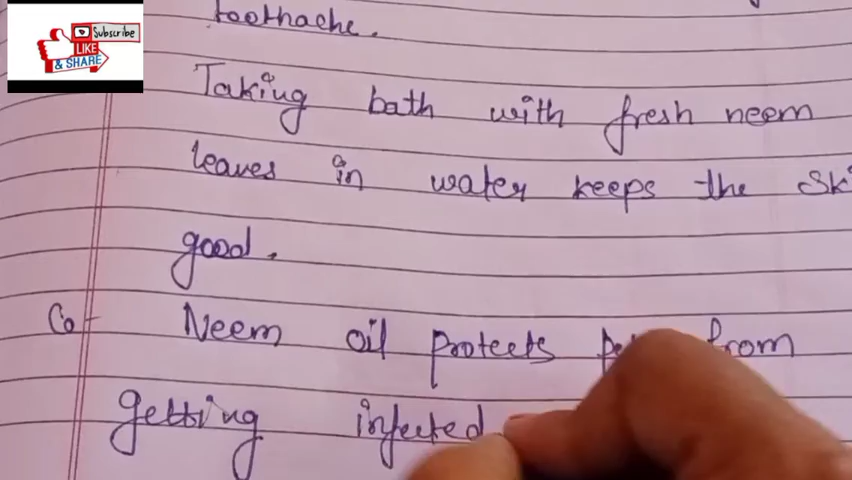 Subscribe
LIKE
& SHARE
toothache.
Taking bath with fresh neem
leaves in water keeps the
good.
Neem oil protects from
getting infected